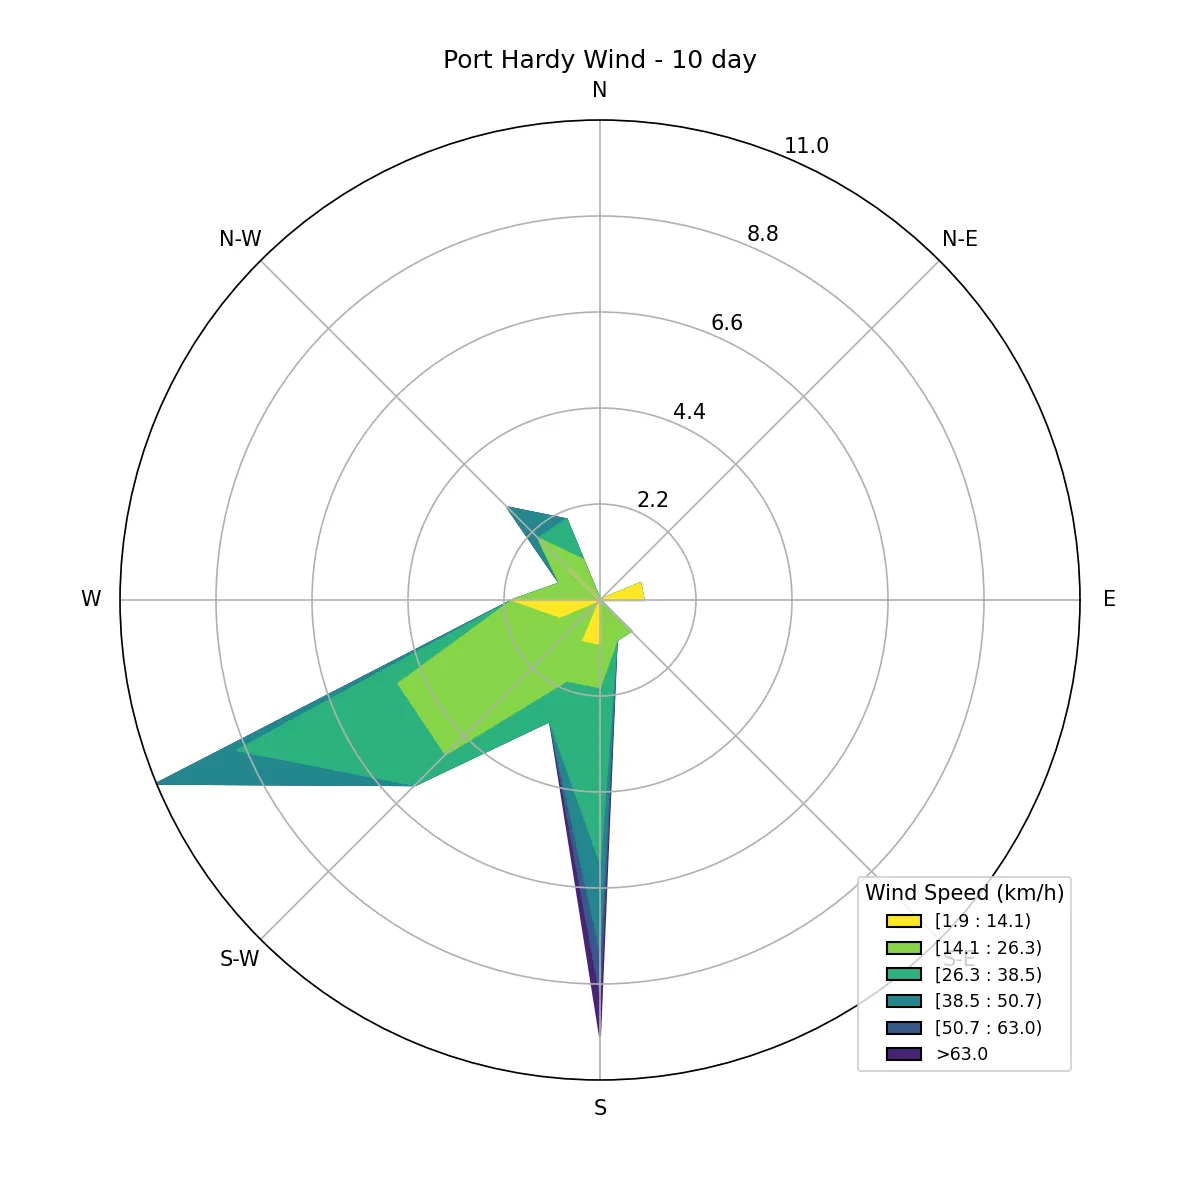 Port Hardy Wind - 10 day
N
11.0
N-W
N-E
8.8
6.6
4.4
2.2
W
E
S-W
S-E
S
Wind Speed (km/h)
[1.9 : 14.1)
[14.1 : 26.3)
[26.3 : 38.5)
[38.5 : 50.7)
[50.7 : 63.0)
>63.0